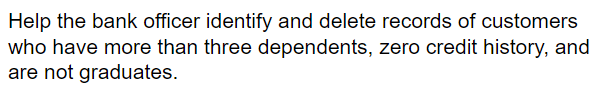 Help the bank officer identify and delete records of customers
who have more than three dependents, zero credit history, and
are not graduates.